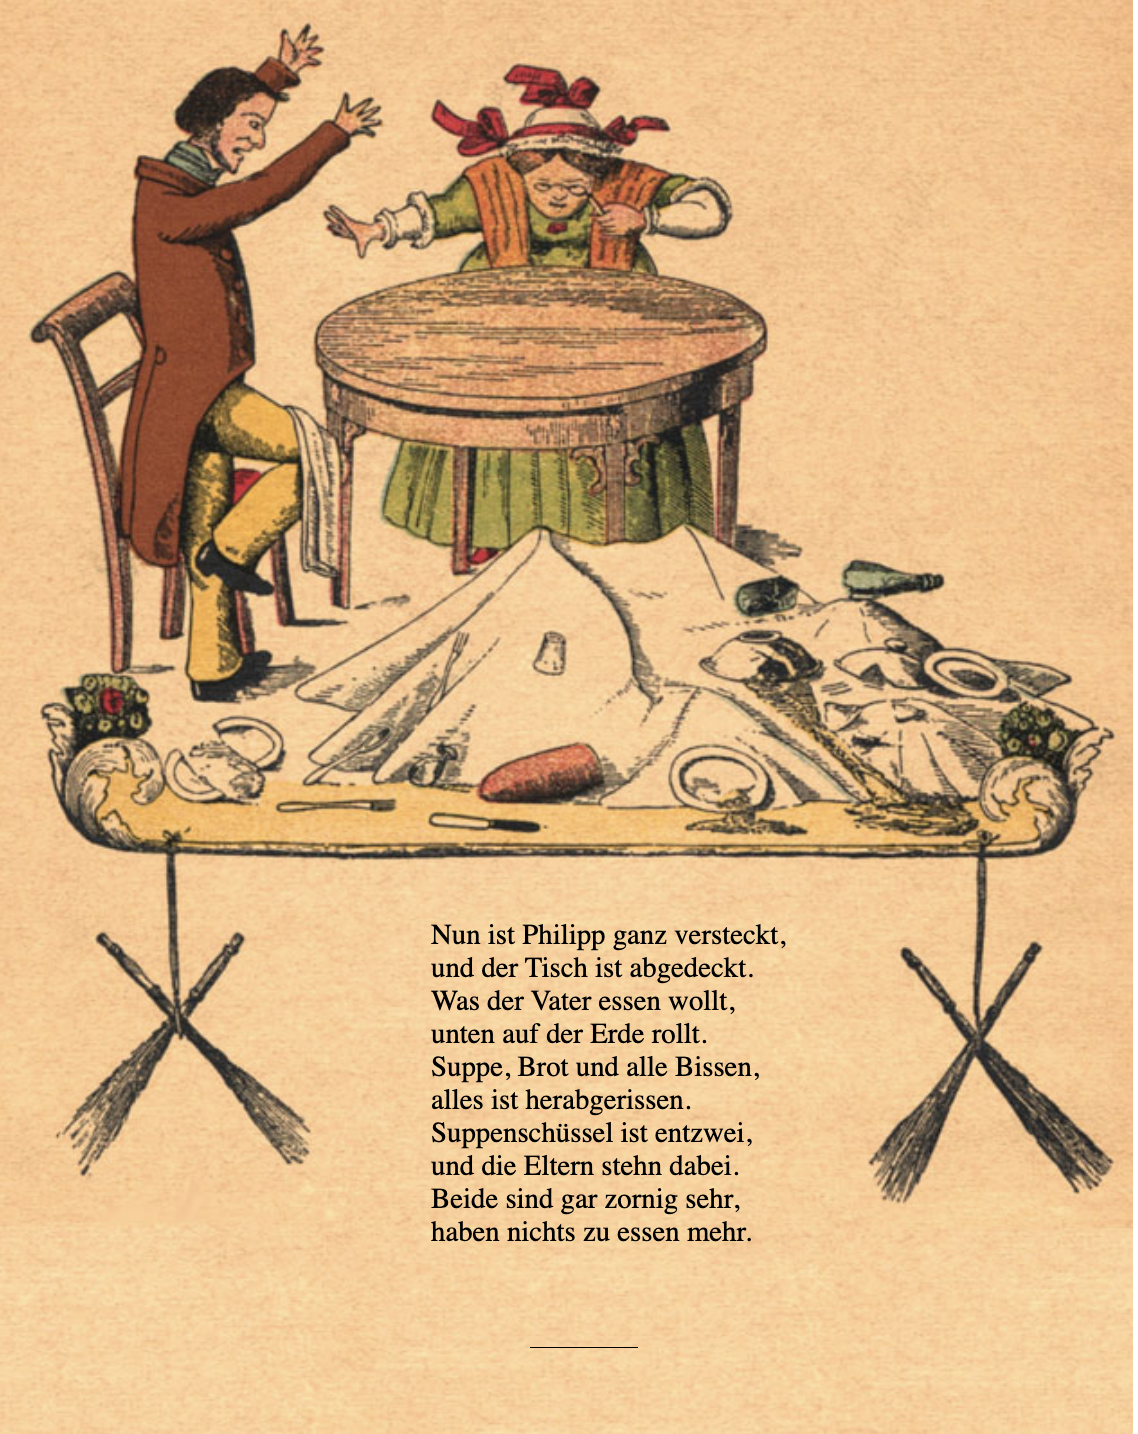 Nun ist Philipp ganz versteckt,
und der Tisch ist abgedeckt.
Was der Vater essen wollt,
unten auf der Erde rollt.
Suppe, Brot und alle Bissen,
alles ist herabgerissen.
Suppenschüssel ist entzwei,
und die Eltern stehn dabei.
Beide sind gar zornig sehr,
haben nichts zu essen mehr.